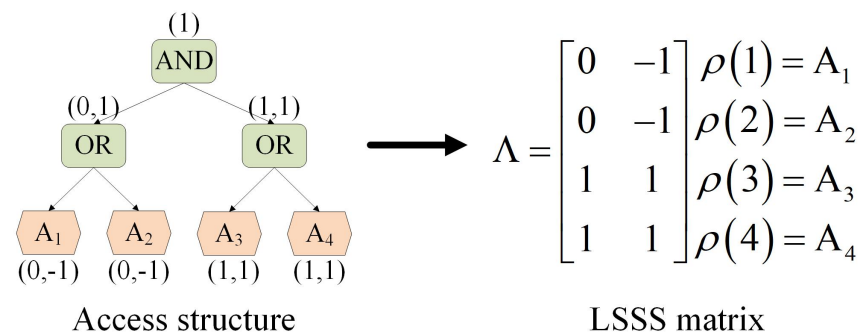 (1)
AND
(0,1) (1,1)
OR OR
A₁ A₂ A₃ A₄
(0,-1) (0,-1) (1,1) (1,1)
Access structure
Λ =
0 -1 ρ(1) = A₁
0 -1 ρ(2) = A₂
1 1 ρ(3) = A₃
1 1 ρ(4) = A₄
LSSS matrix